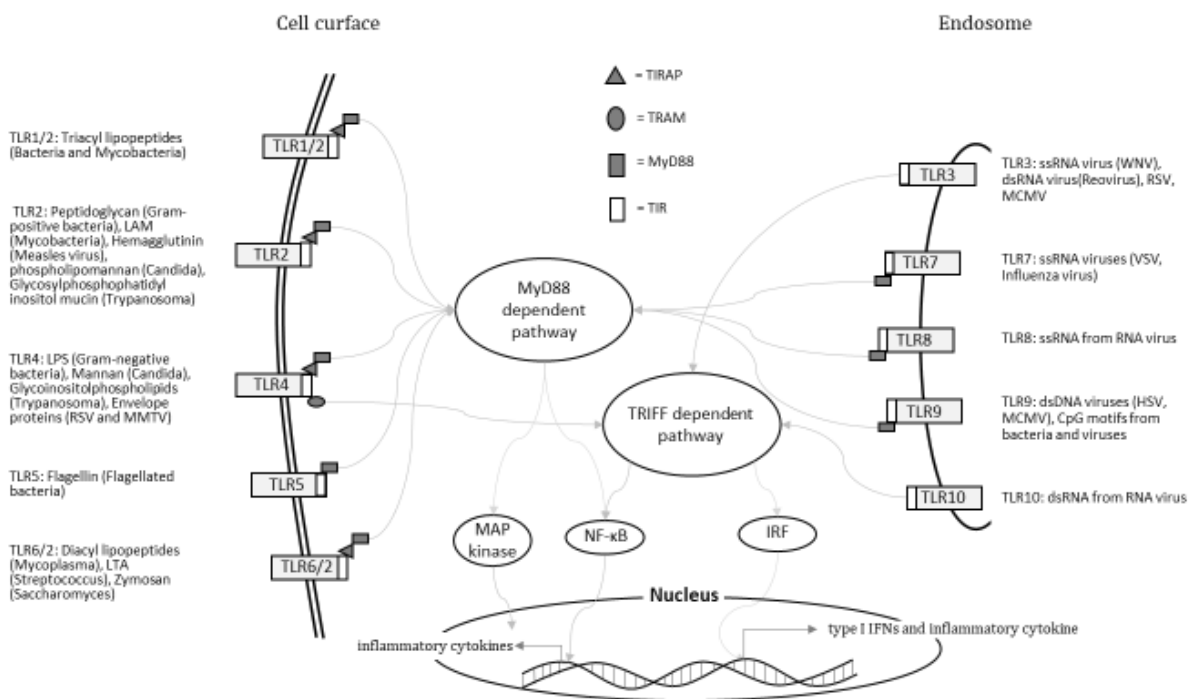 Cell curface
Endosome
= TIRAP
= TRAM
= MyD88
= TIR
TLR1/2: Triacyl lipopeptides
(Bacteria and Mycobacteria)
TLR1/2
TLR2: Peptidoglycan (Gram-
positive bacteria), LAM
(Mycobacteria), Hemagglutinin
(Measles virus),
phospholipomannan (Candida),
Glycosylphosphatidyl
inositol mucin (Trypanosoma)
TLR2
TLR4: LPS (Gram-negative
bacteria), Mannan (Candida),
Glycoinositolphospholipids
(Trypanosoma), Envelope
proteins (RSV and MMTV)
TLR4
TLR5: Flagellin (Flagellated
bacteria)
TLR5
TLR6/2: Diacyl lipopeptides
(Mycoplasma), LTA
(Streptococcus), Zymosan
(Saccharomyces)
TLR6/2
MyD88
dependent
pathway
TRIFF dependent
pathway
MAP
kinase
NF-κB
IRF
TLR3
TLR3: ssRNA virus (WNV),
dsRNA virus(Reovirus), RSV,
MCMV
TLR7
TLR7: ssRNA viruses (VSV,
Influenza virus)
TLR8
TLR8: ssRNA from RNA virus
TLR9
TLR9: dsDNA viruses (HSV,
MCMV), CpG motifs from
bacteria and viruses
TLR10
TLR10: dsRNA from RNA virus
Nucleus
inflammatory cytokines
type I IFNs and inflammatory cytokine